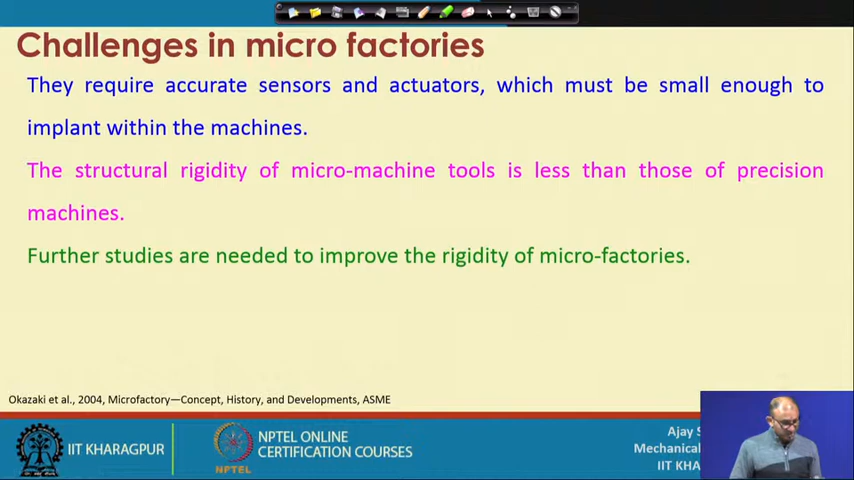 Challenges in micro factories
They require accurate sensors and actuators, which must be small enough to
implant within the machines.
The structural rigidity of micro-machine tools is less than those of precision
machines.
Further studies are needed to improve the rigidity of micro-factories.
Okazaki et al., 2004, Microfactory—Concept, History, and Developments, ASME
IIT KHARAGPUR
NPTEL
NPTEL ONLINE
CERTIFICATION COURSES
Ajay
Mechanical
IIT